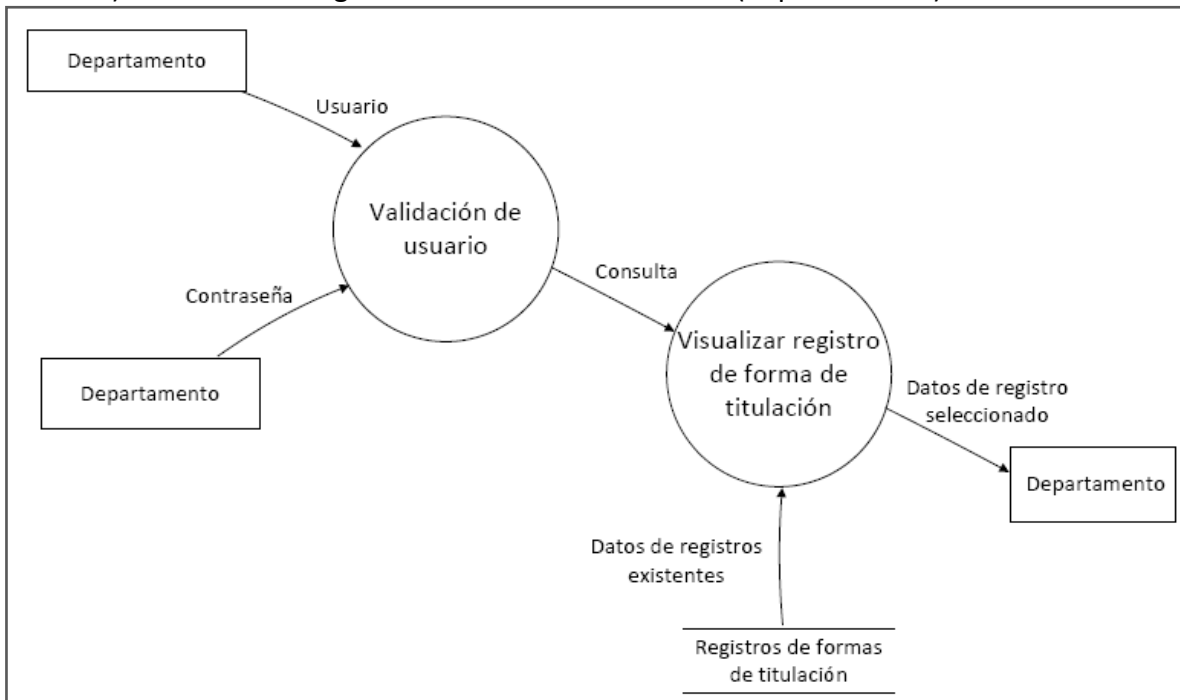 Departamento
Usuario
Validación de
usuario
Contraseña
Departamento
Consulta
Visualizar registro
de forma de
titulación
Datos de registro
seleccionado
Departamento
Datos de registros
existentes
Registros de formas
de titulación